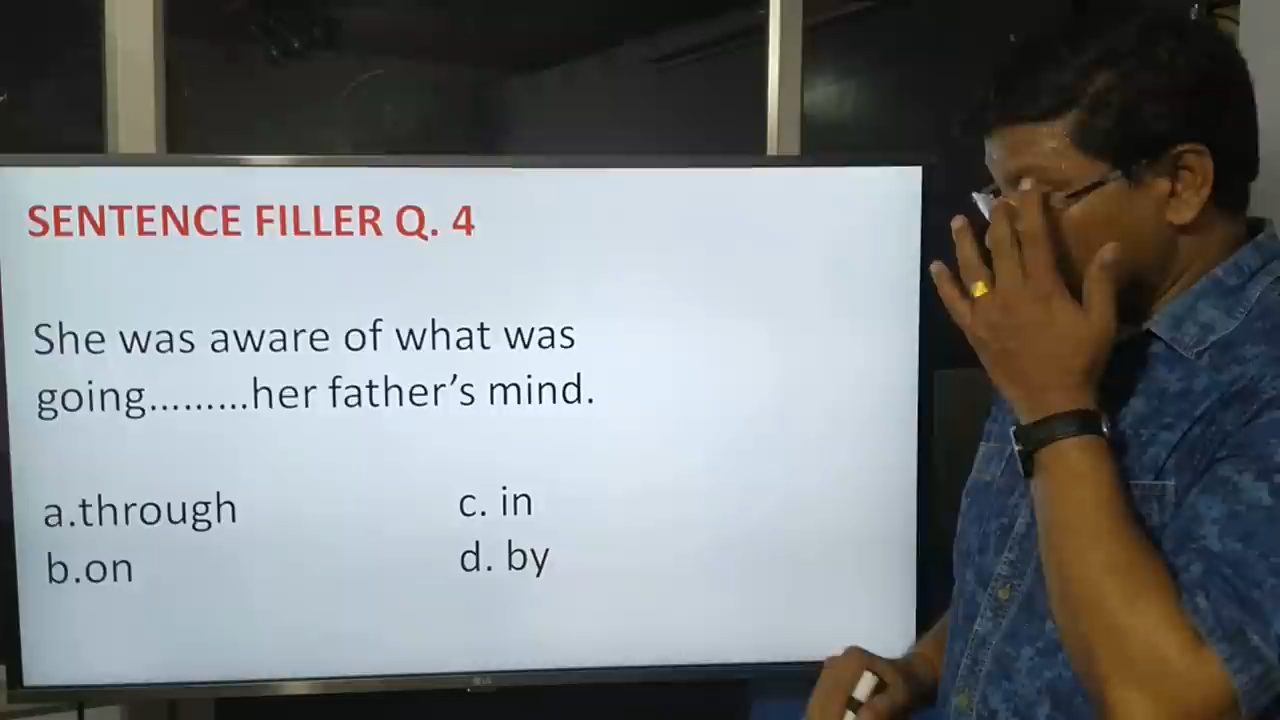 SENTENCE FILLER Q. 4
She was aware of what was
going.........her father’s mind.
a.through
b.on
c. in
d. by